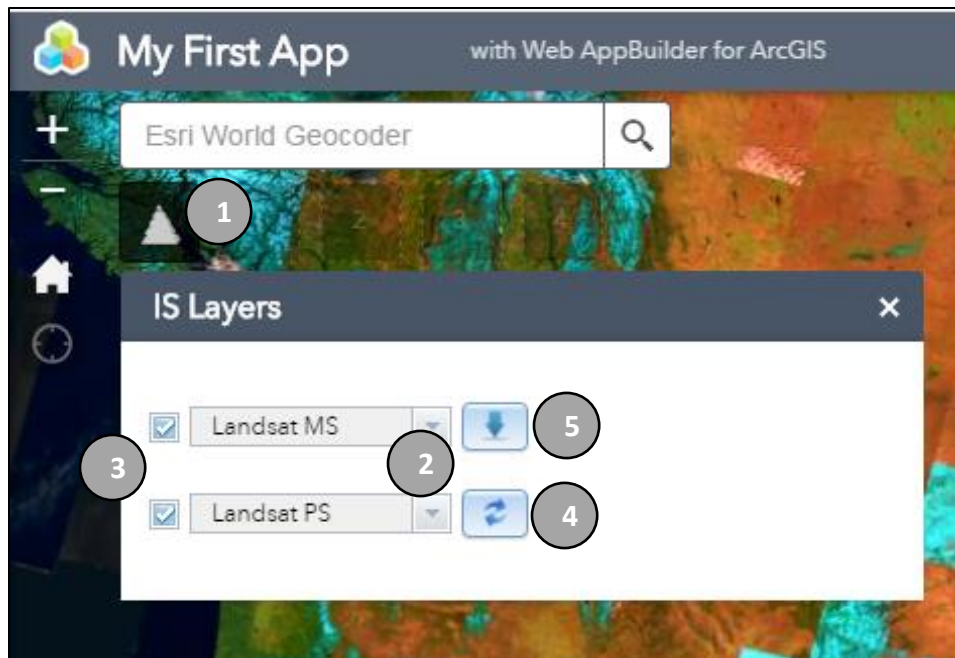 My First App with Web AppBuilder for ArcGIS
+
Esri World Geocoder
−
1
IS Layers ×
Landsat MS 5
3 2
Landsat PS 4